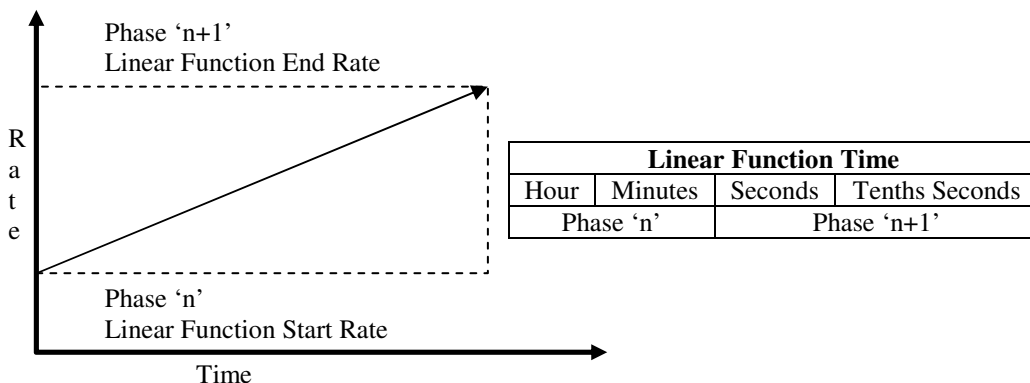 Phase ‘n+1’
Linear Function End Rate
R
a
t
e
Phase ‘n’
Linear Function Start Rate
Time
Linear Function Time
Hour Minutes Seconds Tenths Seconds
Phase ‘n’ Phase ‘n+1’